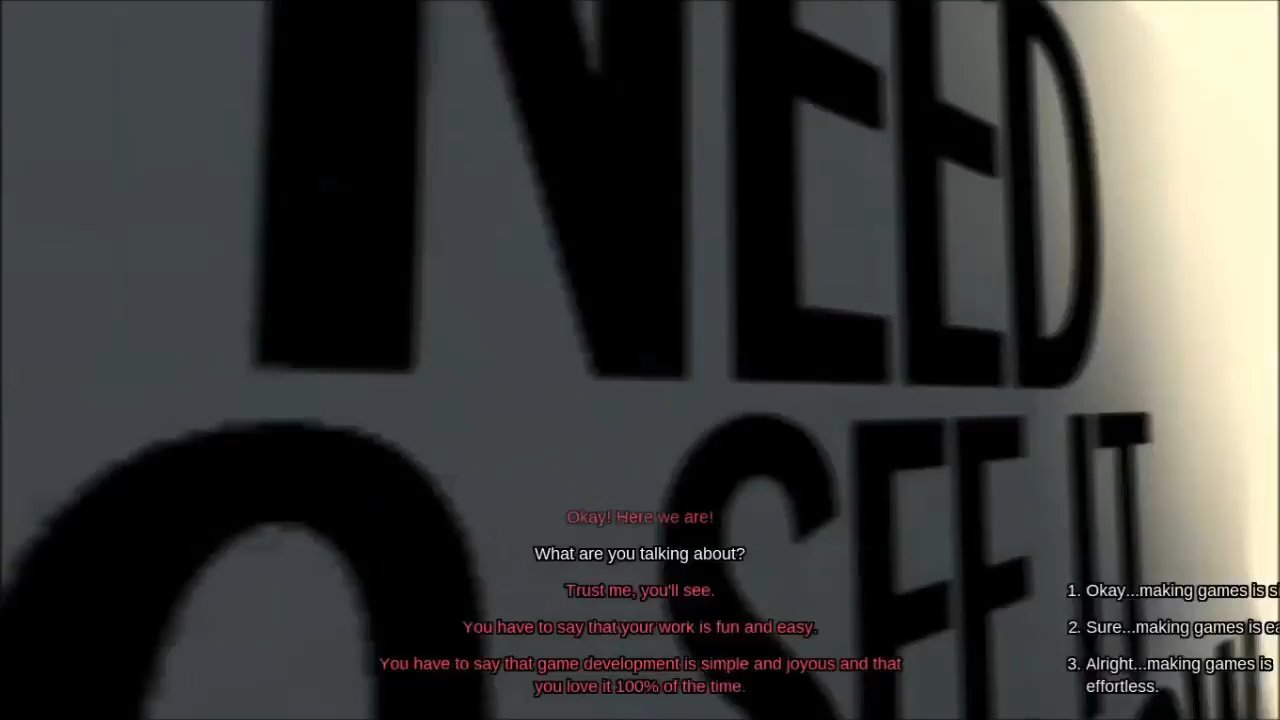 NEED
SEE IT
Okay! Here we are!
What are you talking about?
Trust me, you'll see.
You have to say that your work is fun and easy.
You have to say that game development is simple and joyous and that
you love it 100% of the time.
1. Okay...making games is
2. Sure...making games is
3. Alright...making games is
effortless.